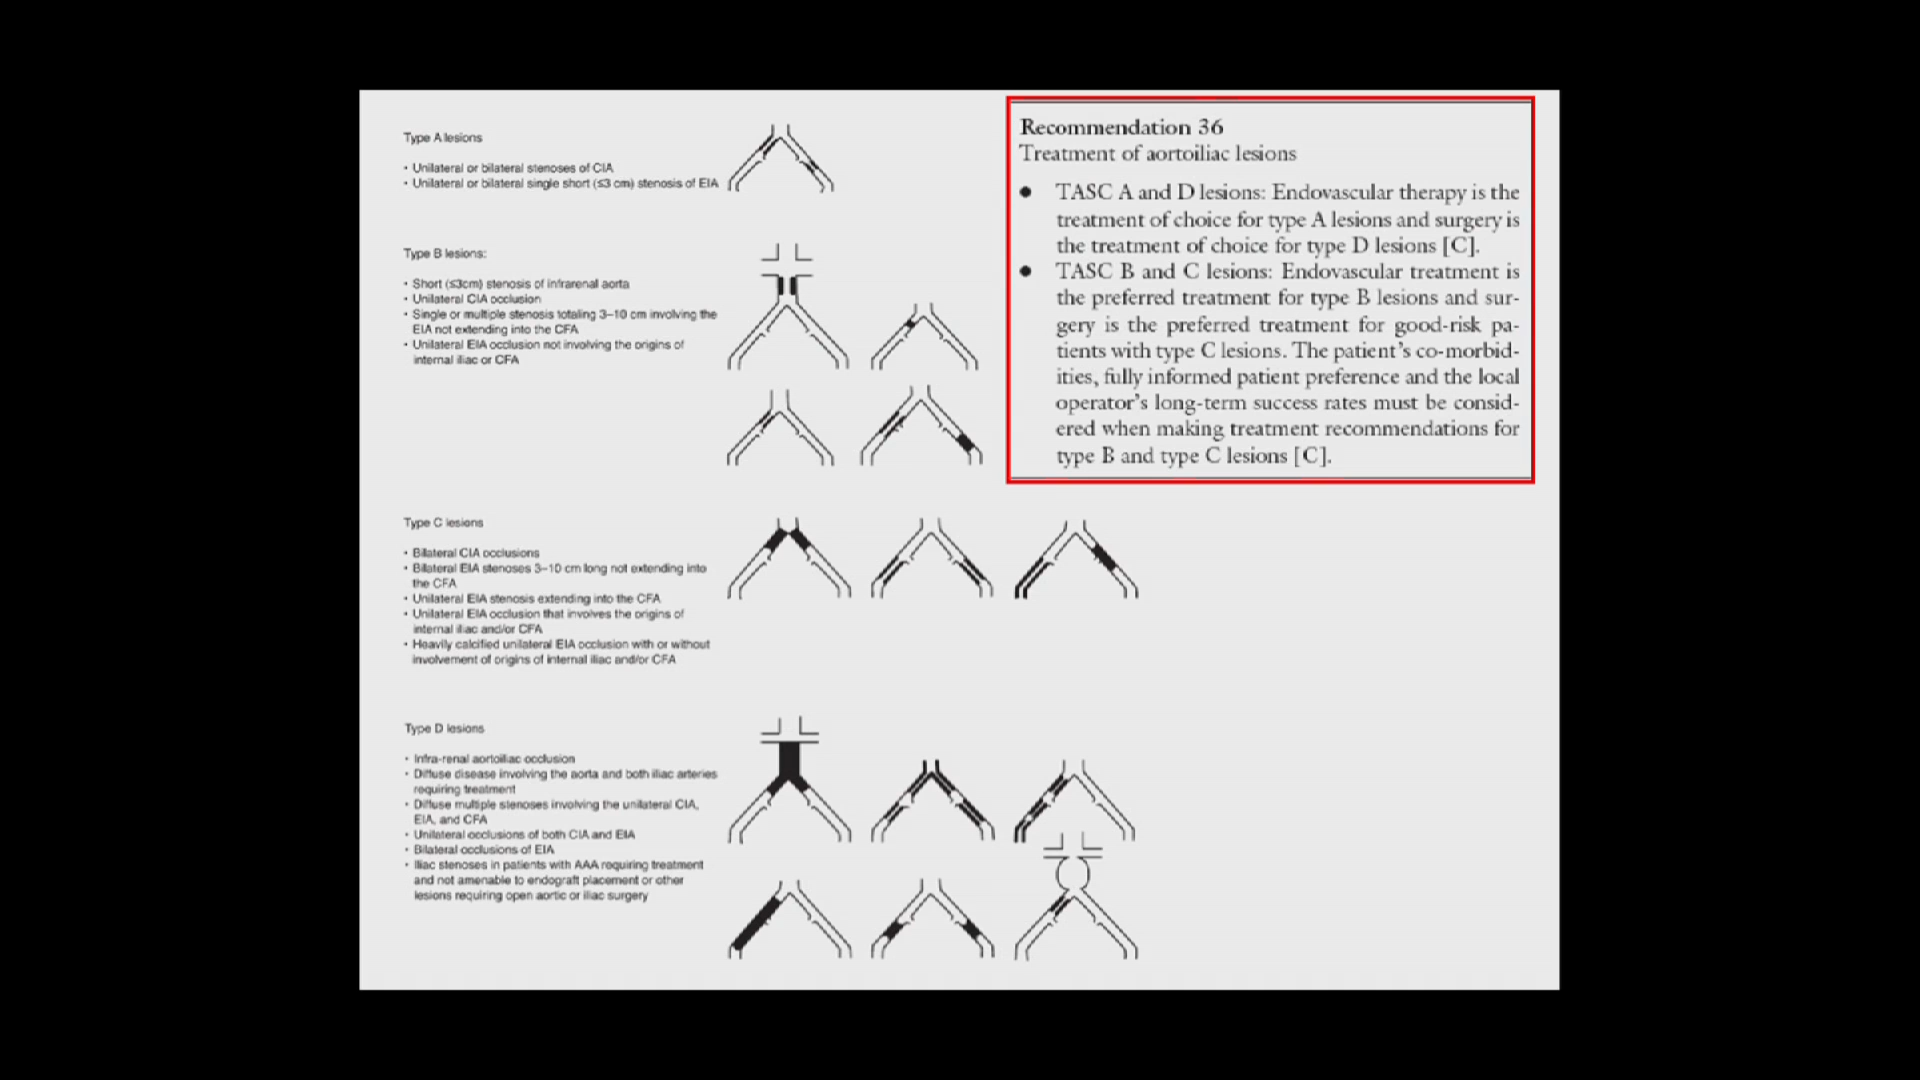 Type A lesions
• Unilateral or bilateral stenoses of CIA
• Unilateral or bilateral single short (≤3 cm) stenosis of EIA
Type B lesions:
• Short (≤3cm) stenosis of infrarenal aorta
• Unilateral CIA occlusion
• Single or multiple stenosis totaling 3–10 cm involving the
EIA not extending into the CFA
• Unilateral EIA occlusion not involving the origins of
internal iliac or CFA
Type C lesions
• Bilateral CIA occlusions
• Bilateral EIA stenoses 3–10 cm long not extending into
the CFA
• Unilateral EIA stenosis extending into the CFA
• Unilateral EIA occlusion that involves the origins of
internal iliac and/or CFA
• Heavily calcified unilateral EIA occlusion with or without
involvement of origins of internal iliac and/or CFA
Type D lesions
• Infra-renal aortoiliac occlusion
• Diffuse disease involving the aorta and both iliac arteries
requiring treatment
• Diffuse multiple stenoses involving the unilateral CIA,
EIA, and CFA
• Unilateral occlusions of both CIA and EIA
• Bilateral occlusions of EIA
• Iliac stenoses in patients with AAA requiring treatment
and not amenable to endograft placement or other
lesions requiring open aortic or iliac surgery
Recommendation 36
Treatment of aortoiliac lesions
● TASC A and D lesions: Endovascular therapy is the
treatment of choice for type A lesions and surgery is
the treatment of choice for type D lesions [C].
● TASC B and C lesions: Endovascular treatment is
the preferred treatment for type B lesions and sur-
gery is the preferred treatment for good-risk pa-
tients with type C lesions. The patient's co-morbid-
ities, fully informed patient preference and the local
operator's long-term success rates must be consid-
ered when making treatment recommendations for
type B and type C lesions [C].